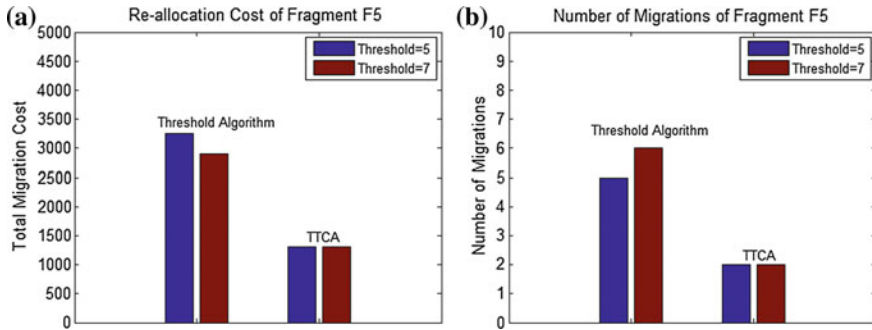 (a)
Re-allocation Cost of Fragment F5
Total Migration Cost
5000
4500
4000
3500
3000
2500
2000
1500
1000
500
0
Threshold=5
Threshold=7
Threshold Algorithm
TTCA
(b)
Number of Migrations of Fragment F5
Number of Migrations
10
9
8
7
6
5
4
3
2
1
0
Threshold=5
Threshold=7
Threshold Algorithm
TTCA